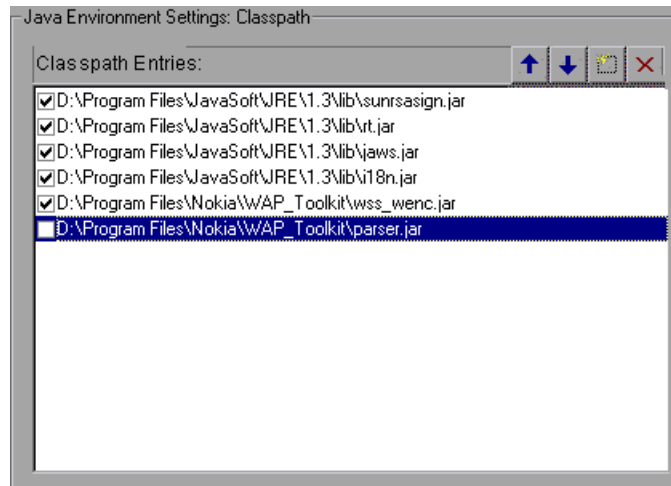 Java Environment Settings: Classpath
Classpath Entries:
D:\Program Files\JavaSoft\JRE\1.3\lib\sunrsasign.jar
D:\Program Files\JavaSoft\JRE\1.3\lib\rt.jar
D:\Program Files\JavaSoft\JRE\1.3\lib\jaws.jar
D:\Program Files\JavaSoft\JRE\1.3\lib\i18n.jar
D:\Program Files\Nokia\WAP_Toolkit\wss_wenc.jar
D:\Program Files\Nokia\WAP_Toolkit\parser.jar